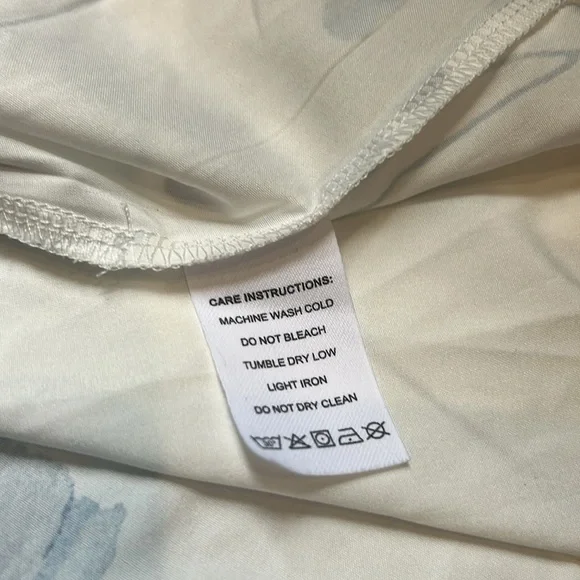 CARE INSTRUCTIONS:
MACHINE WASH COLD
DO NOT BLEACH
TUMBLE DRY LOW
LIGHT IRON
DO NOT DRY CLEAN